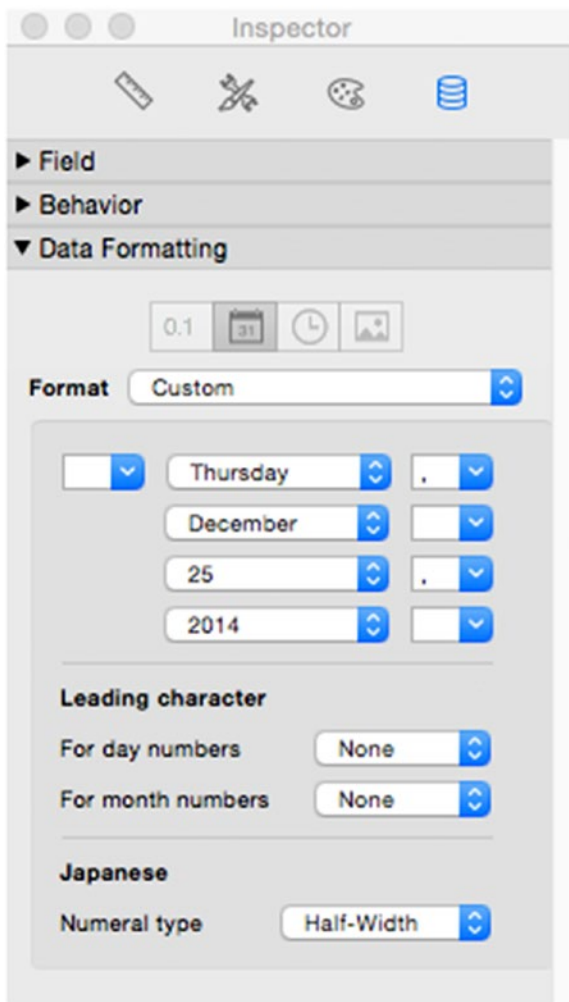 Inspector
Field
Behavior
Data Formatting
0.1 31
Format Custom
Thursday ,
December
25 ,
2014
Leading character
For day numbers None
For month numbers None
Japanese
Numeral type Half-Width